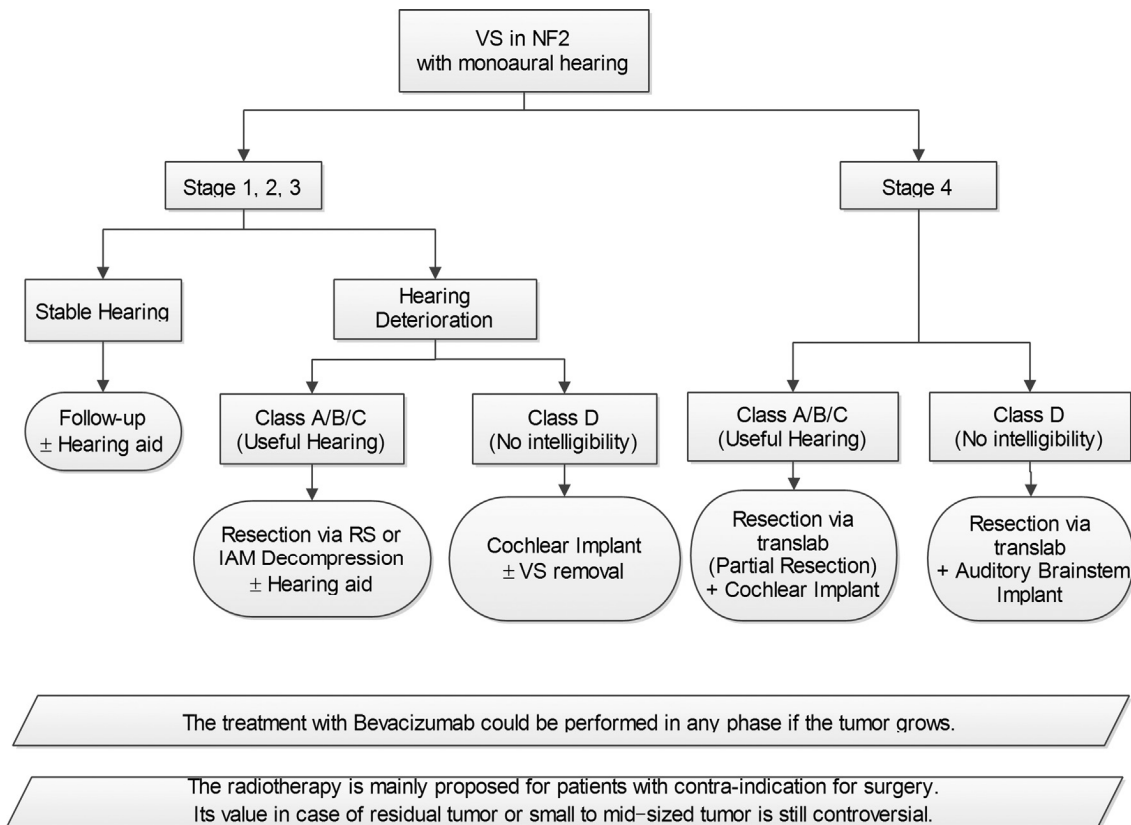 VS in NF2
with monoaural hearing
Stage 1, 2, 3
Stage 4
Stable Hearing
Hearing
Deterioration
Follow-up
± Hearing aid
Class A/B/C
(Useful Hearing)
Class D
(No intelligibility)
Class A/B/C
(Useful Hearing)
Class D
(No intelligibility)
Resection via RS or
IAM Decompression
± Hearing aid
Cochlear Implant
± VS removal
Resection via
translab
(Partial Resection)
+ Cochlear Implant
Resection via
translab
+ Auditory Brainstem
Implant
The treatment with Bevacizumab could be performed in any phase if the tumor grows.
The radiotherapy is mainly proposed for patients with contra-indication for surgery.
Its value in case of residual tumor or small to mid-sized tumor is still controversial.